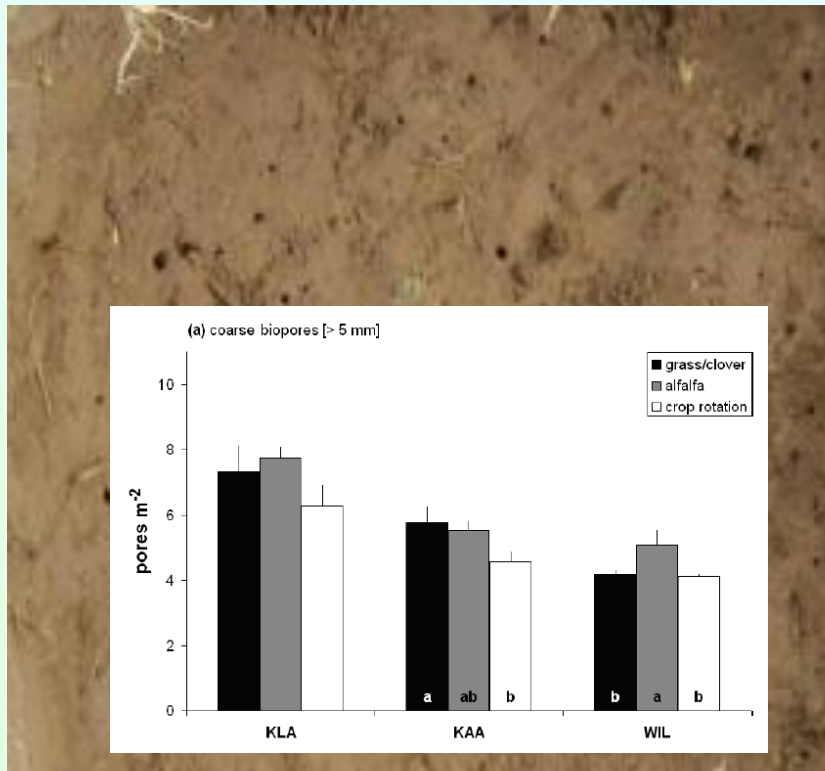 (a) coarse biopores [> 5 mm]
grass/clover
alfalfa
crop rotation
pores m⁻²
10
8
6
4
2
0
a ab b b a b
KLA KAA WIL